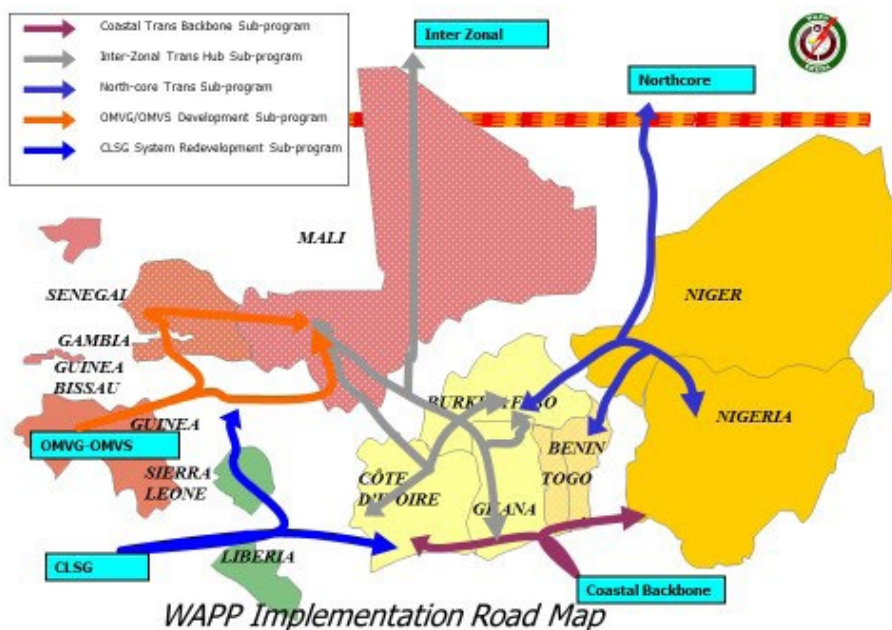 Coastal Trans Backbone Sub-program
Inter-Zonal Trans Hub Sub-program
North-core Trans Sub-program
OMVG/OMVS Development Sub-program
CLSG System Redevelopment Sub-program
Inter Zonal
Northcore
MALI
SENEGAL
NIGER
GAMBIA
GUINEA
BISSAU
NIGERIA
GUINEA
OMVG-OMVS
BENIN
SIERRA
LEONE
CÔTE
TOGO
GHANA
LIBERIA
CLSG
Coastal Backbone
WAPP Implementation Road Map